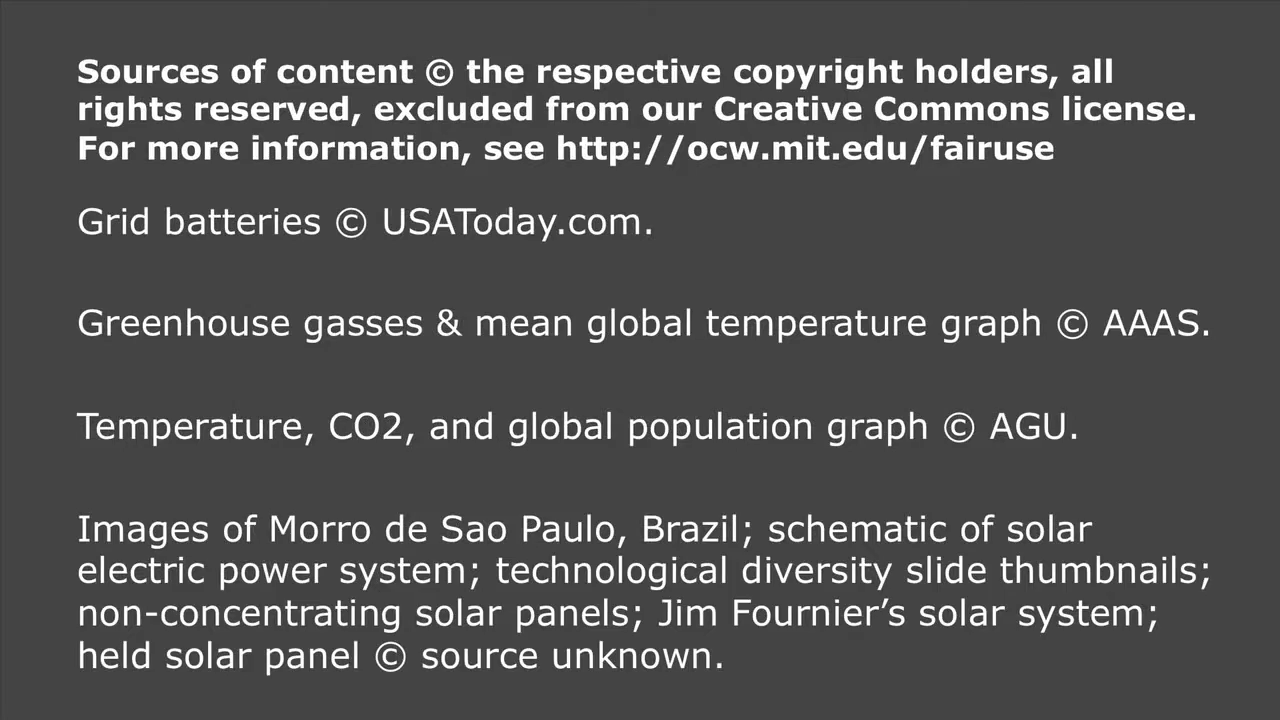 Sources of content © the respective copyright holders, all
rights reserved, excluded from our Creative Commons license.
For more information, see http://ocw.mit.edu/fairuse
Grid batteries © USAToday.com.
Greenhouse gasses & mean global temperature graph © AAAS.
Temperature, CO2, and global population graph © AGU.
Images of Morro de Sao Paulo, Brazil; schematic of solar
electric power system; technological diversity slide thumbnails;
non-concentrating solar panels; Jim Fournier’s solar system;
held solar panel © source unknown.